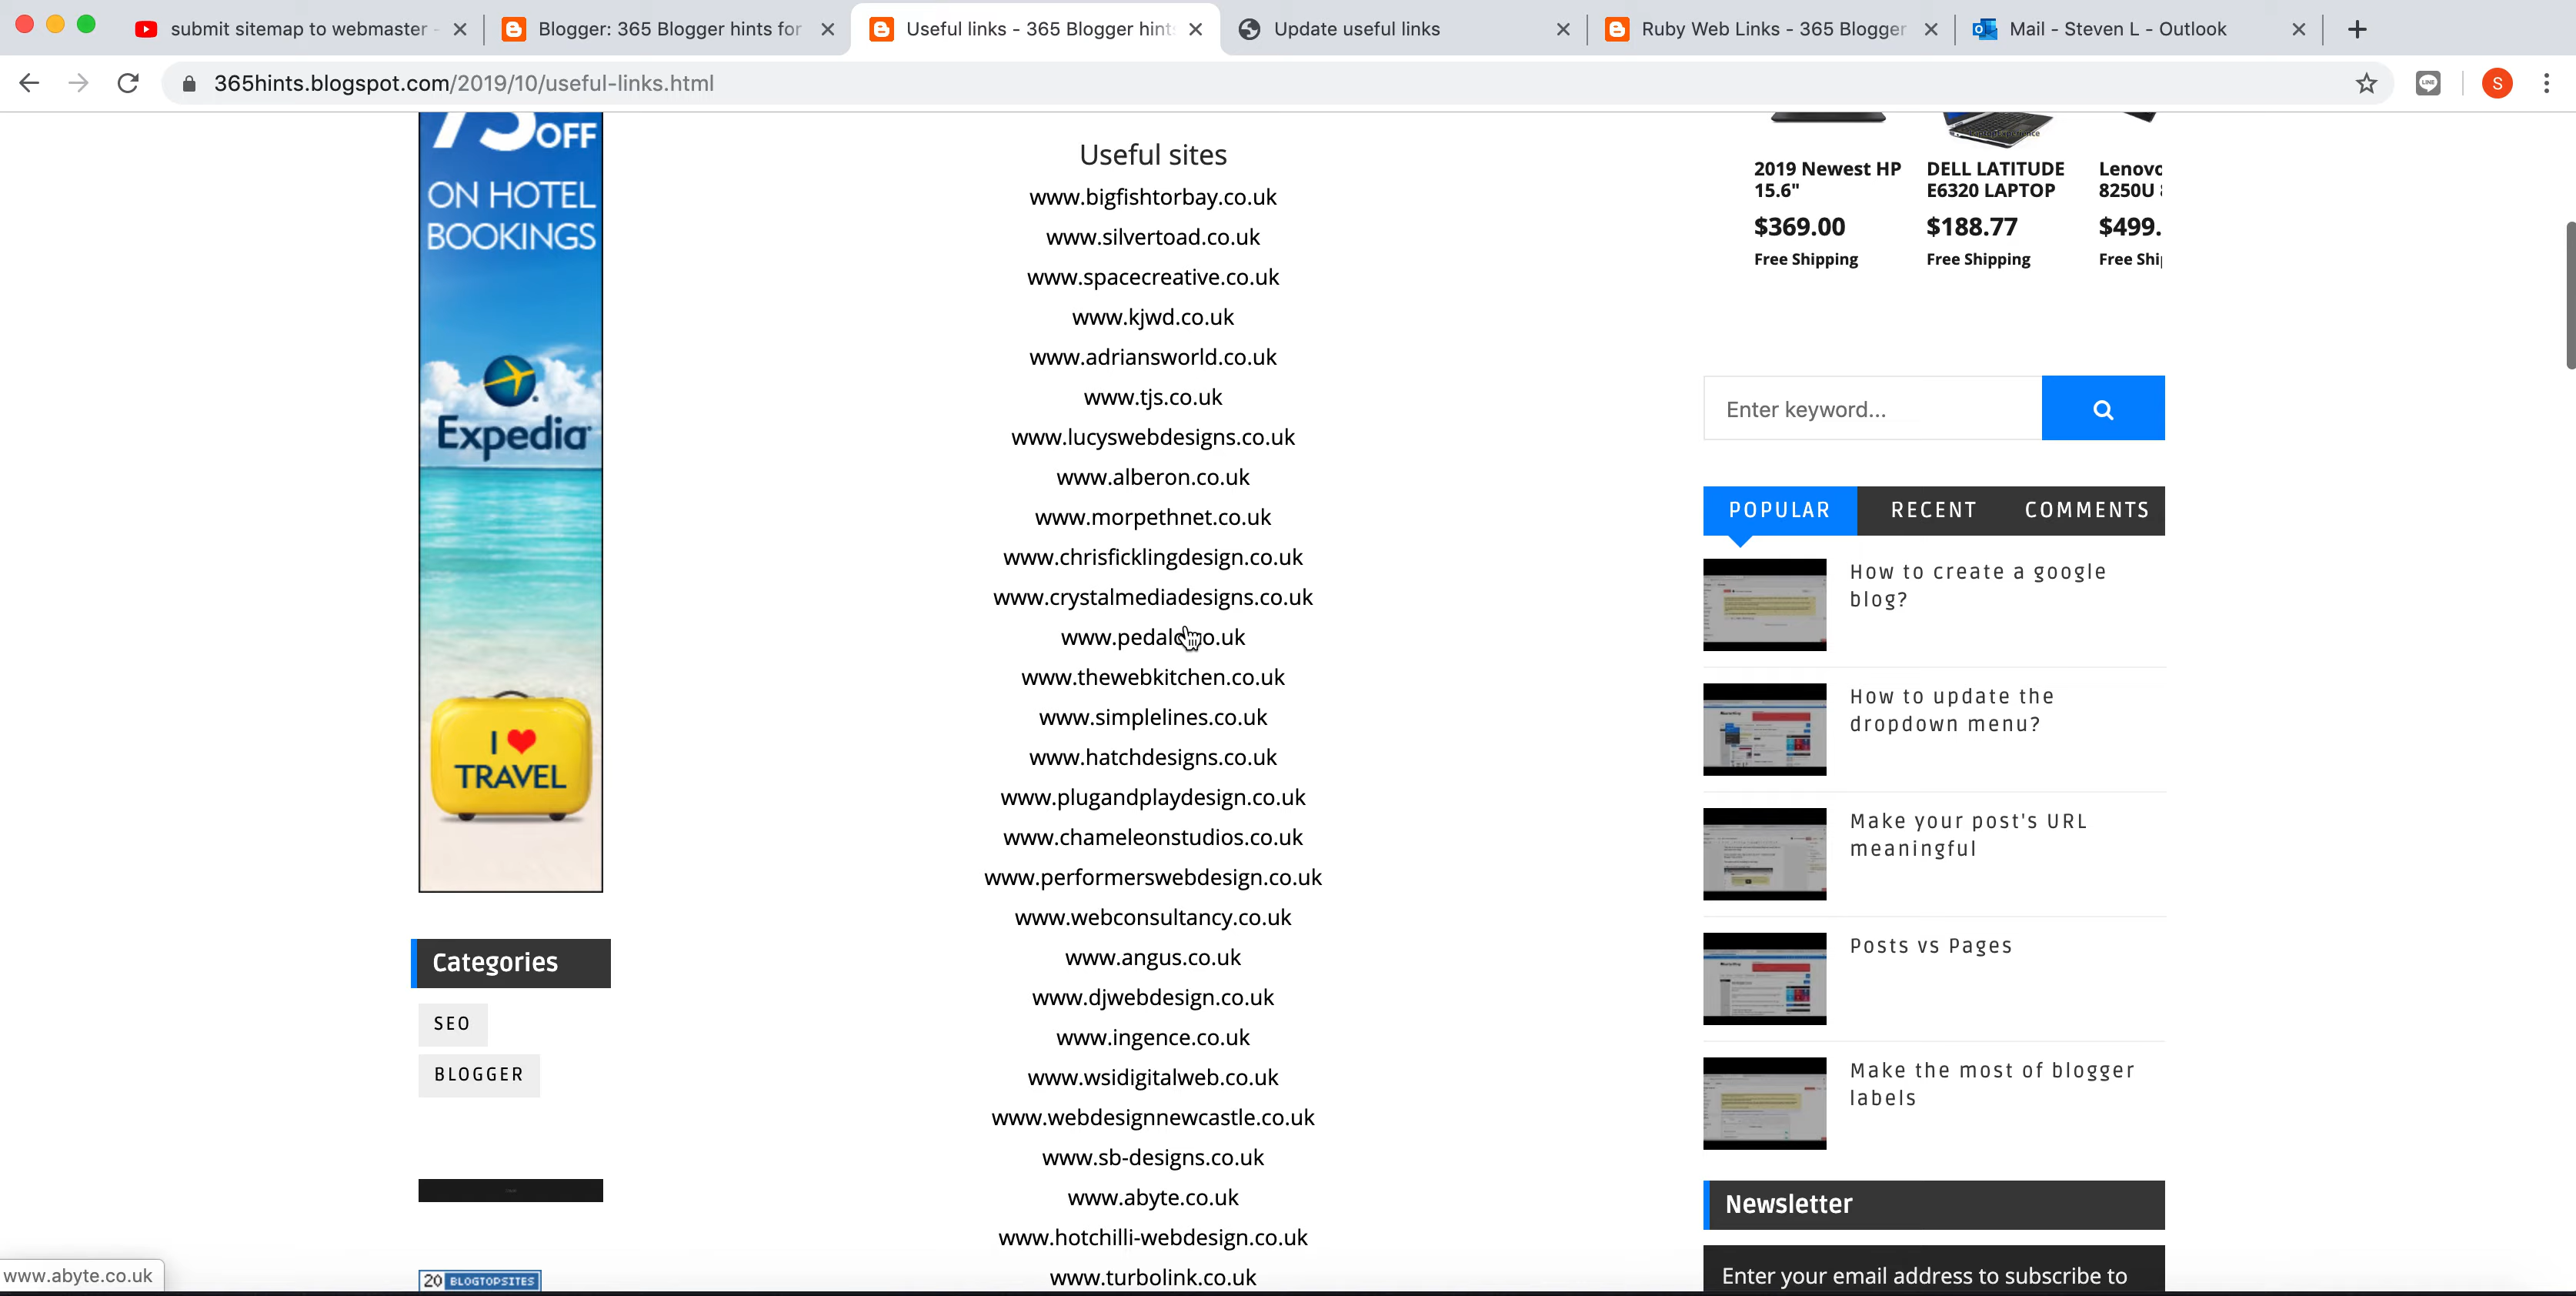 submit sitemap to webmaster -
Blogger: 365 Blogger hints for
Useful links - 365 Blogger hint
Update useful links
Ruby Web Links - 365 Blogger
Mail - Steven L - Outlook
365hints.blogspot.com/2019/10/useful-links.html
LINE
S
75 OFF
ON HOTEL
BOOKINGS
Expedia
I ❤ TRAVEL
Categories
SEO
BLOGGER
20 BLOGTOPSITES
www.abyte.co.uk
Useful sites
www.bigfishtorbay.co.uk
www.silvertoad.co.uk
www.spacecreative.co.uk
www.kjwd.co.uk
www.adriansworld.co.uk
www.tjs.co.uk
www.lucyswebdesigns.co.uk
www.alberon.co.uk
www.morpethnet.co.uk
www.chrisficklingdesign.co.uk
www.crystalmediadesigns.co.uk
www.thewebkitchen.co.uk
www.simplelines.co.uk
www.hatchdesigns.co.uk
www.plugandplaydesign.co.uk
www.chameleonstudios.co.uk
www.performerswebdesign.co.uk
www.webconsultancy.co.uk
www.angus.co.uk
www.djwebdesign.co.uk
www.ingence.co.uk
www.wsidigitalweb.co.uk
www.webdesignnewcastle.co.uk
www.sb-designs.co.uk
www.abyte.co.uk
www.hotchilli-webdesign.co.uk
www.turbolink.co.uk
2019 Newest HP
15.6"
$369.00
Free Shipping
DELL LATITUDE
E6320 LAPTOP
$188.77
Free Shipping
Lenovo
8250U
$499.
Free Shi
Enter keyword...
POPULAR RECENT COMMENTS
How to create a google
blog?
How to update the
dropdown menu?
Make your post's URL
meaningful
Posts vs Pages
Make the most of blogger
labels
Newsletter
Enter your email address to subscribe to